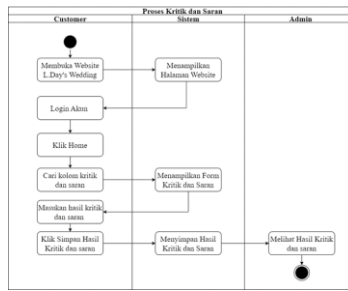 Proses Kritik dan Saran
Customer
Sistem
Admin
Membuka Website
L.Day's Wedding
Menampilkan
Halaman Website
Login Akun
Klik Home
Cari kolom kritik
dan saran
Menampilkan Form
Kritik dan Saran
Masukan hasil kritik
dan saran
Klik Simpan Hasil
Kritik dan saran
Menyimpan Hasil
Kritik dan Saran
Melihat Hasil Kritik
dan saran